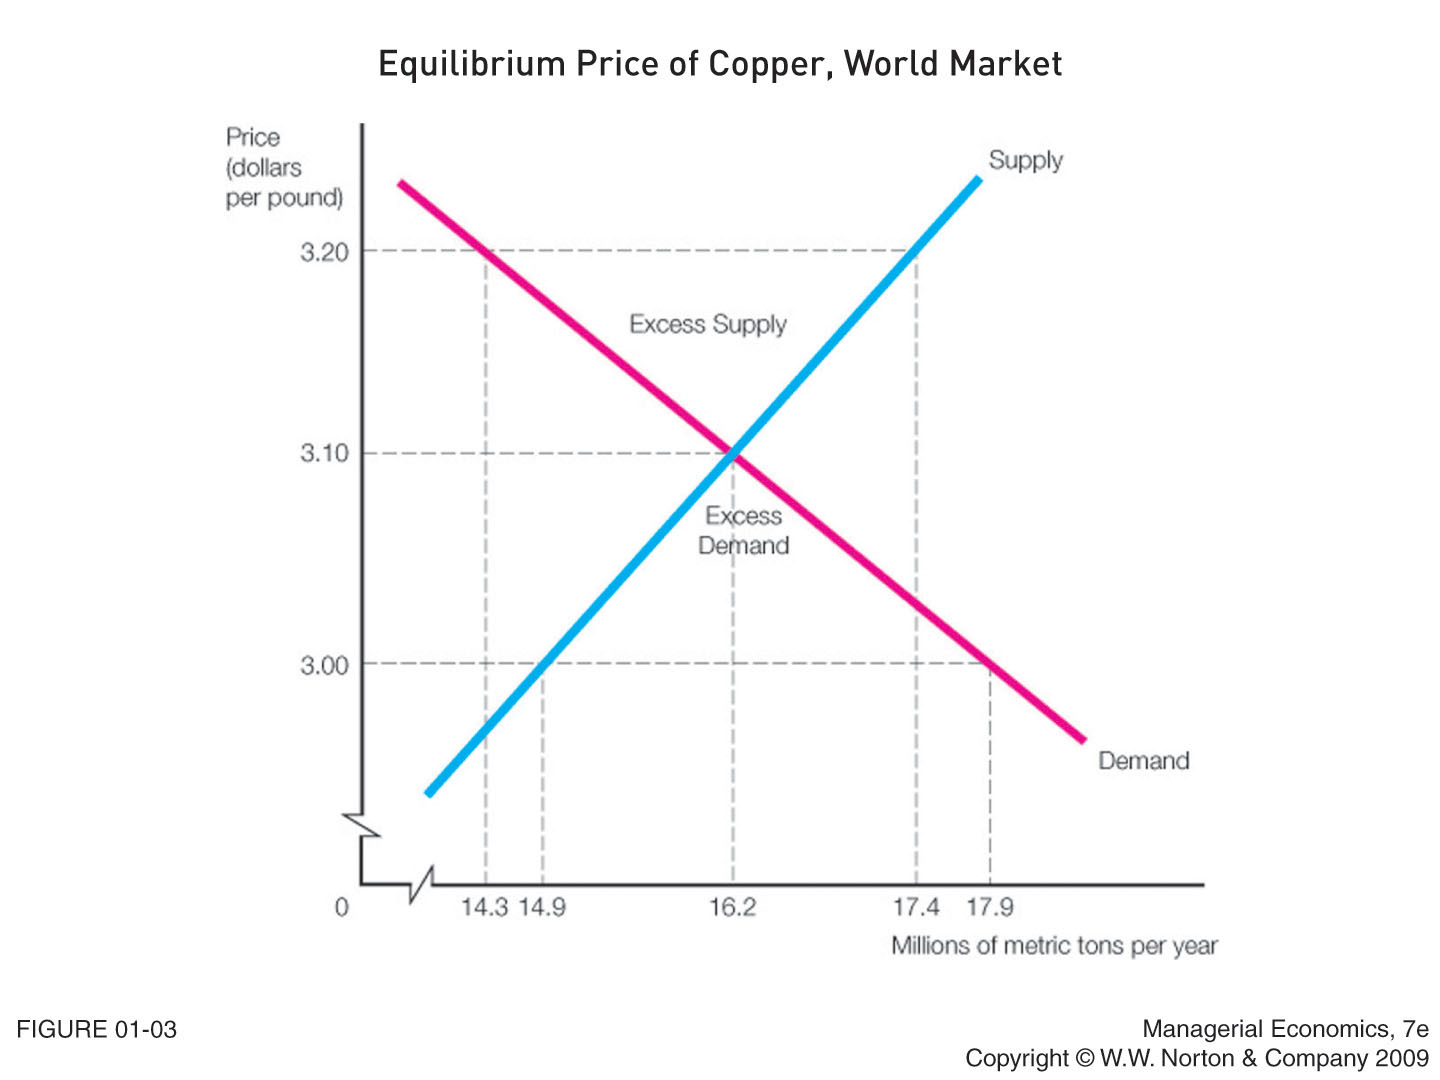 Equilibrium Price of Copper, World Market
Price
(dollars
per pound)
Supply
3.20
Excess Supply
3.10
Excess
Demand
3.00
Demand
0
14.3 14.9 16.2 17.4 17.9
Millions of metric tons per year
FIGURE 01-03
Managerial Economics, 7e
Copyright © W.W. Norton & Company 2009